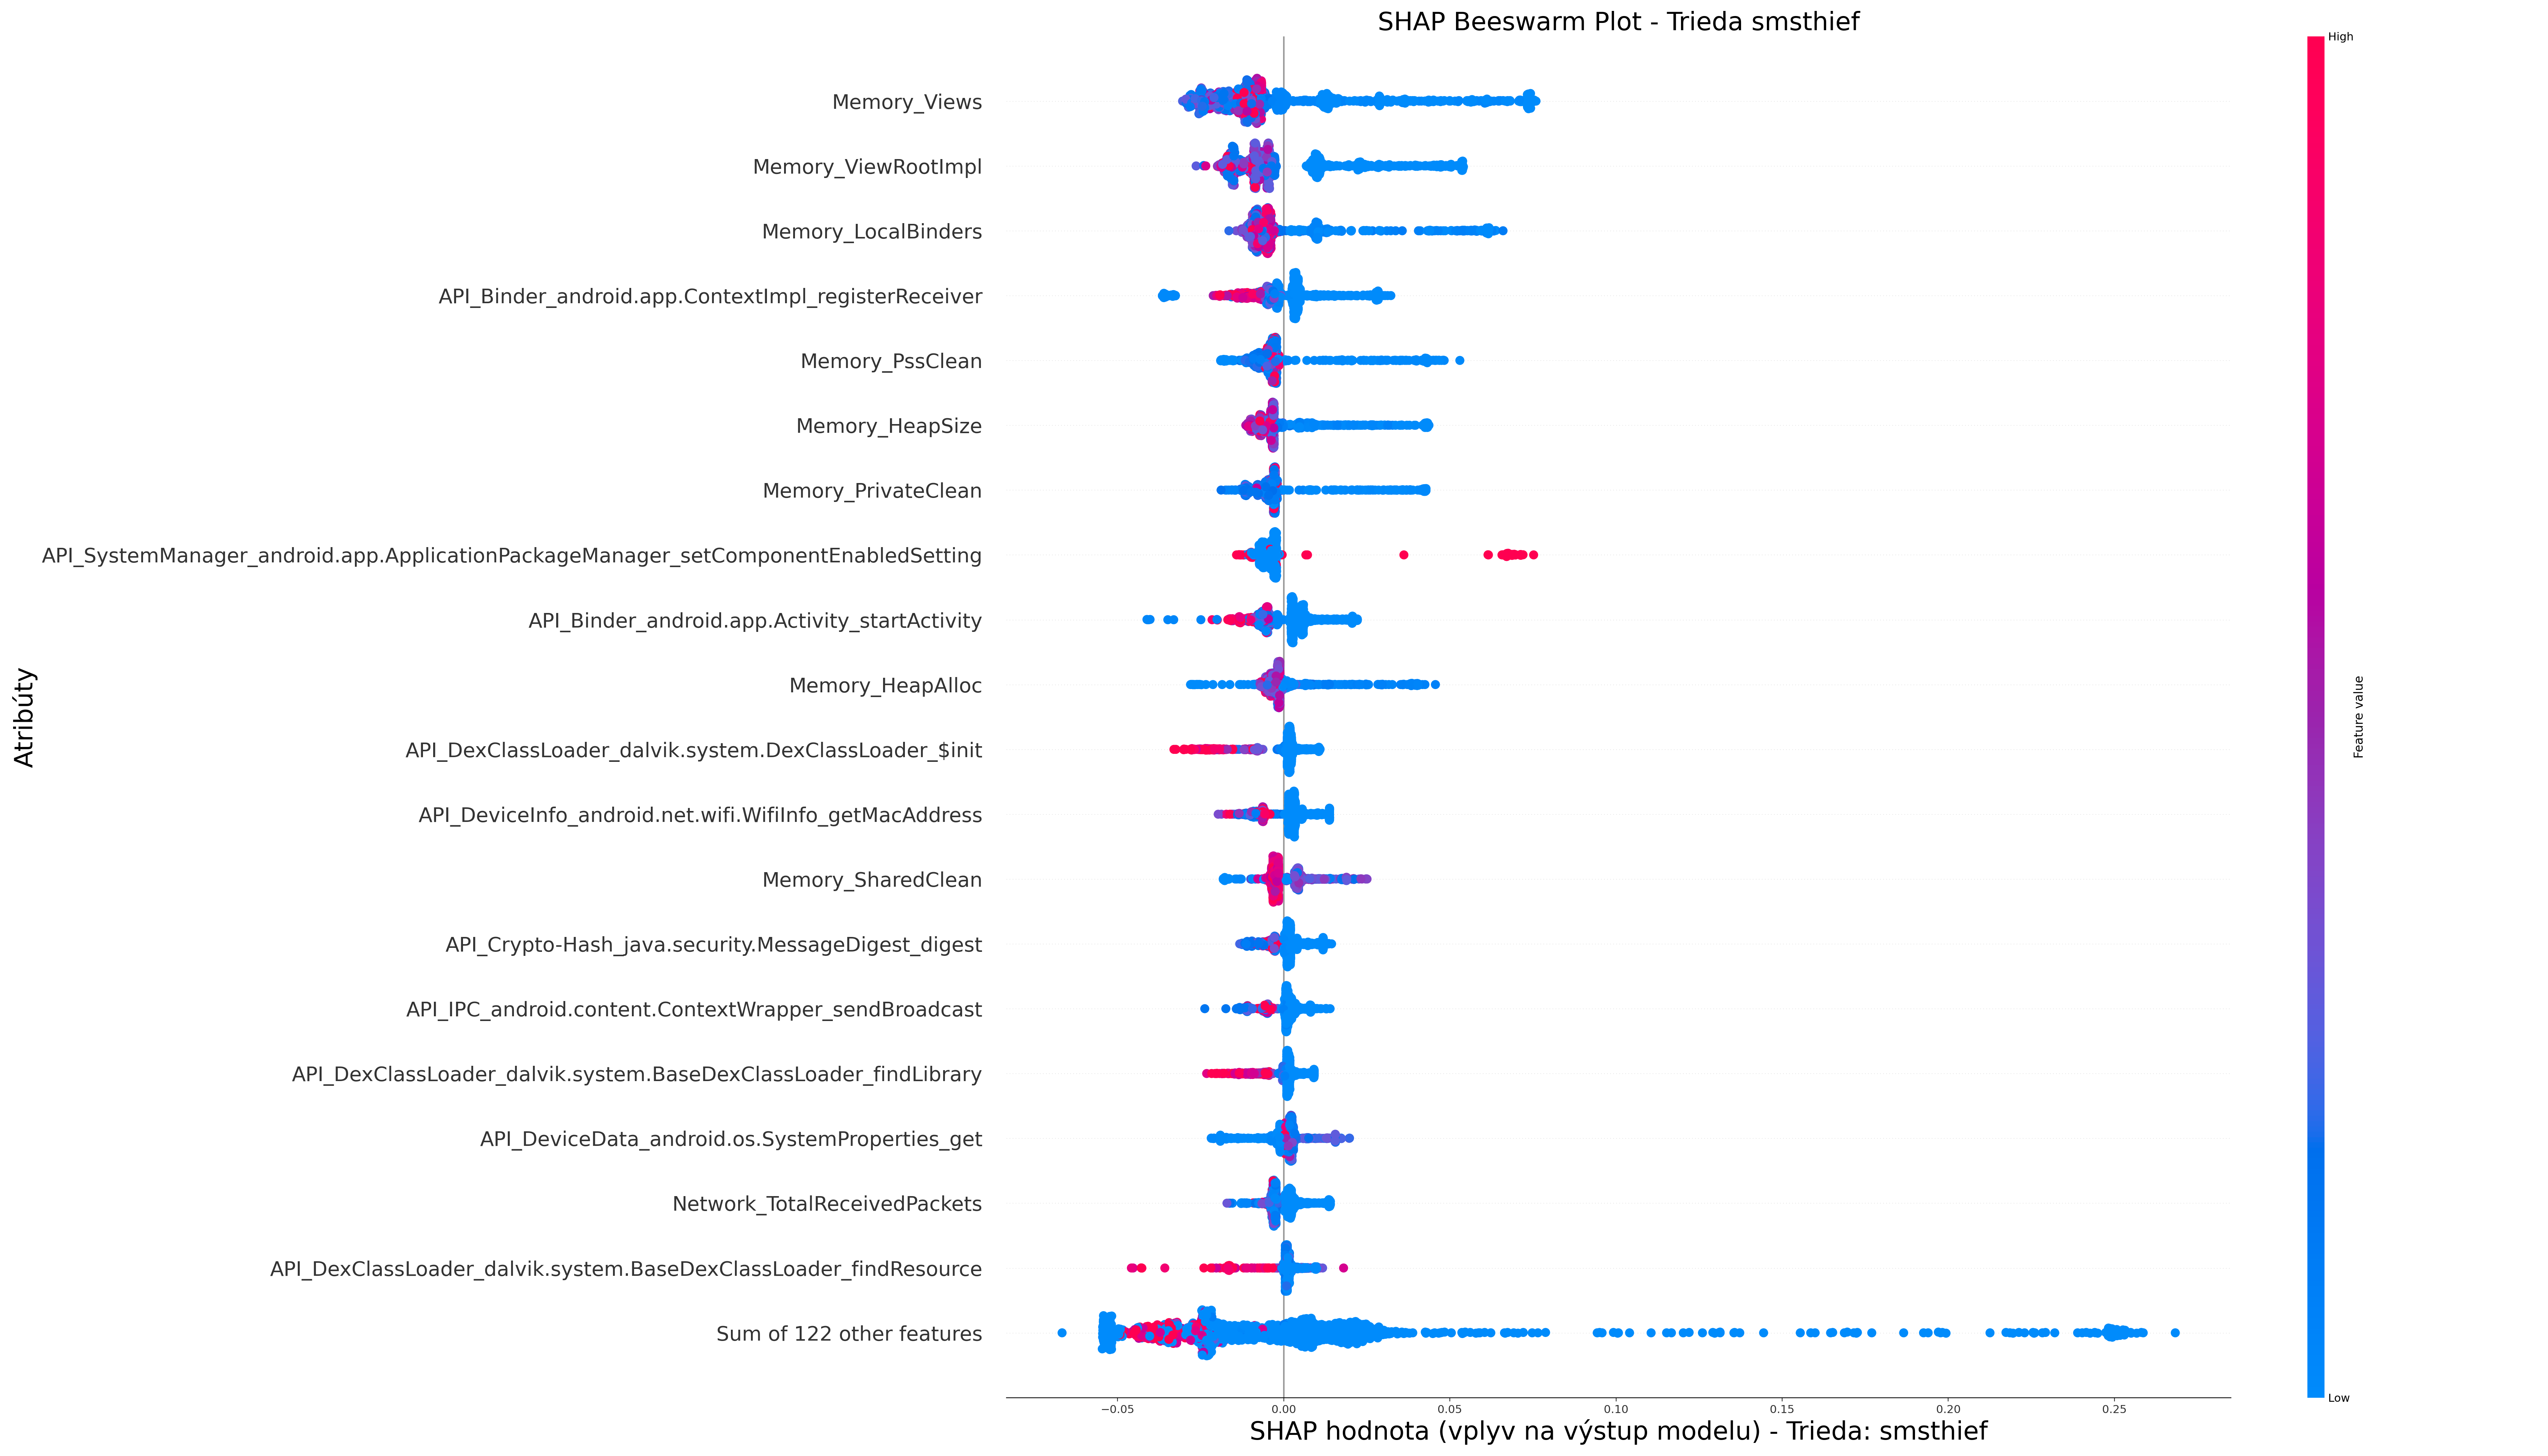 SHAP Beeswarm Plot - Trieda smsthief
High
Memory_Views
Memory_ViewRootImpl
Memory_LocalBinders
API_Binder_android.app.ContextImpl_registerReceiver
Memory_PssClean
Memory_HeapSize
Memory_PrivateClean
API_SystemManager_android.app.ApplicationPackageManager_setComponentEnabledSetting
API_Binder_android.app.Activity_startActivity
Memory_HeapAlloc
API_DexClassLoader_dalvik.system.DexClassLoader_$init
API_DeviceInfo_android.net.wifi.WifiInfo_getMacAddress
Memory_SharedClean
API_Crypto-Hash_java.security.MessageDigest_digest
API_IPC_android.content.ContextWrapper_sendBroadcast
API_DexClassLoader_dalvik.system.BaseDexClassLoader_findLibrary
API_DeviceData_android.os.SystemProperties_get
Network_TotalReceivedPackets
API_DexClassLoader_dalvik.system.BaseDexClassLoader_findResource
Sum of 122 other features
Atribúty
Feature value
Low
−0.05 0.00 0.05 0.10 0.15 0.20 0.25
SHAP hodnota (vplyv na výstup modelu) - Trieda: smsthief